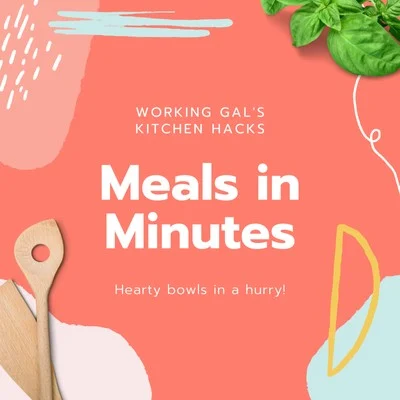 WORKING GAL'S
KITCHEN HACKS
Meals in
Minutes
Hearty bowls in a hurry!